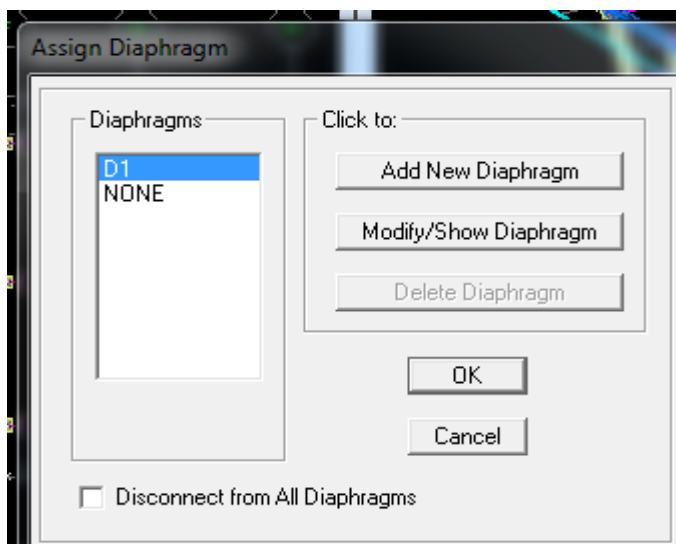 Assign Diaphragm
Diaphragms
D1
NONE
Click to:
Add New Diaphragm
Modify/Show Diaphragm
Delete Diaphragm
OK
Cancel
Disconnect from All Diaphragms